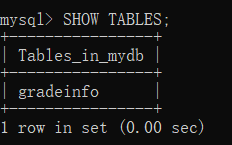 mysql> SHOW TABLES;
+----------------+
| Tables_in_mydb |
+----------------+
| gradeinfo      |
+----------------+
1 row in set (0.00 sec)